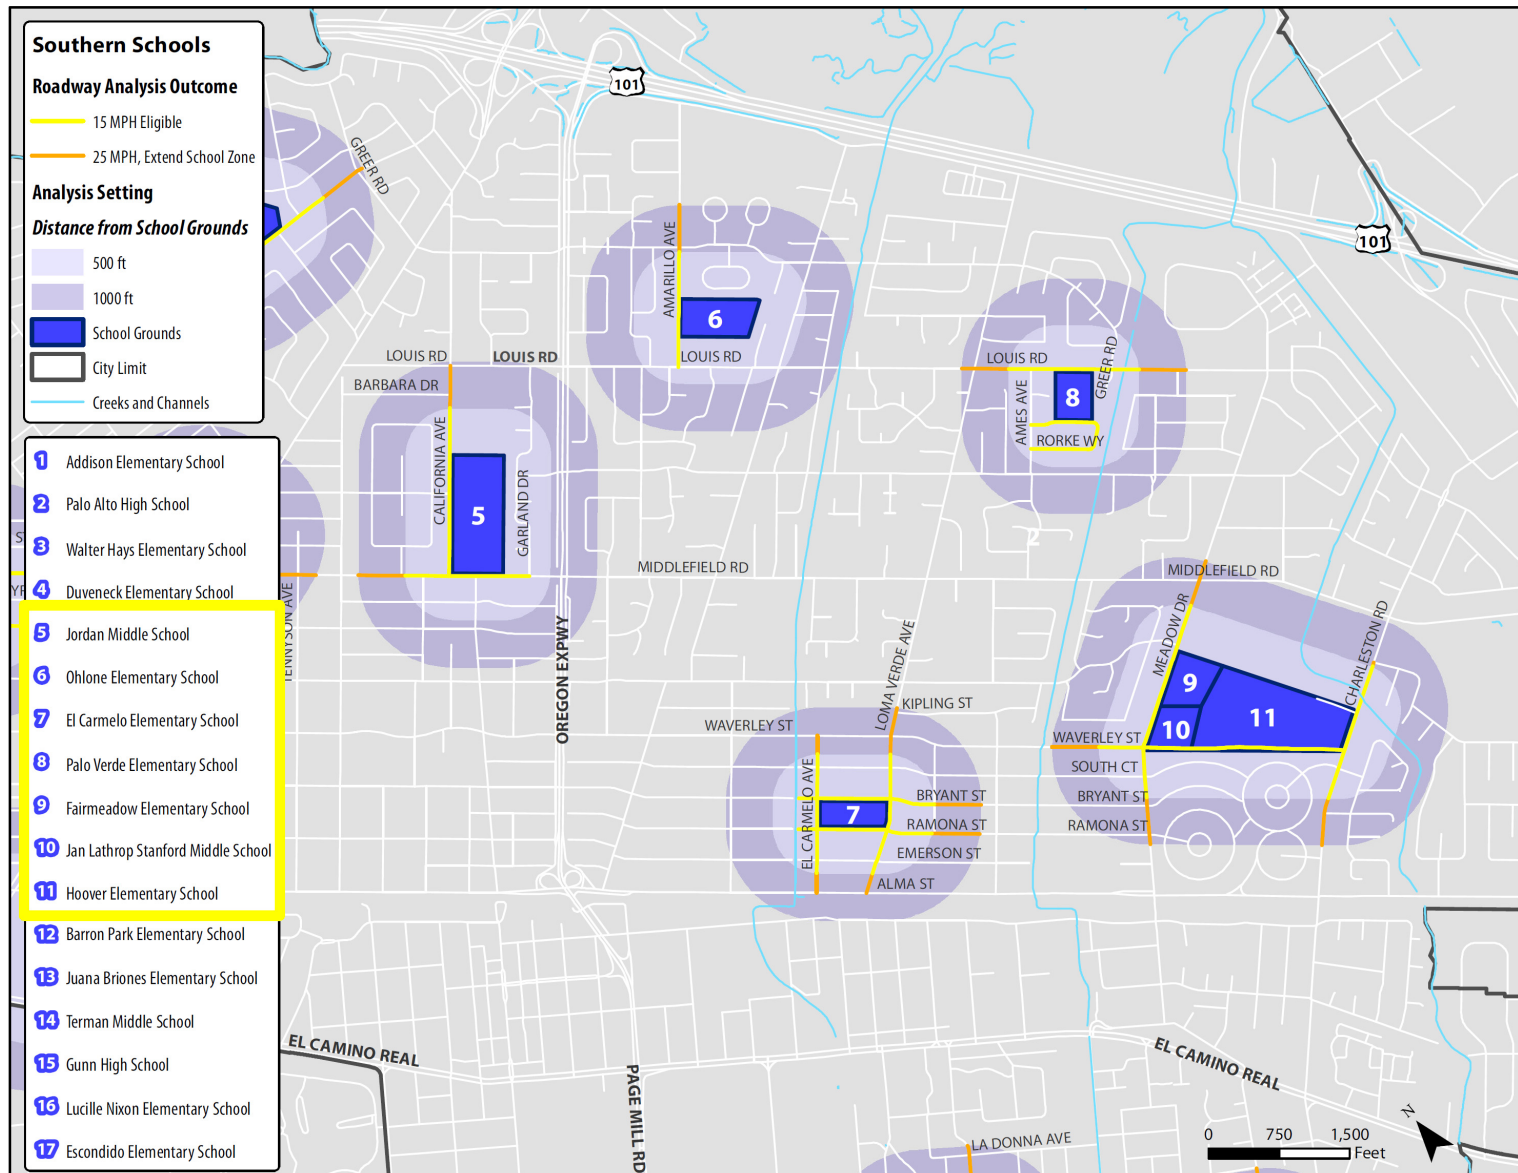 Southern Schools
Roadway Analysis Outcome
15 MPH Eligible
25 MPH, Extend School Zone
Analysis Setting
Distance from School Grounds
500 ft
1000 ft
School Grounds
City Limit
Creeks and Channels
1 Addison Elementary School
2 Palo Alto High School
3 Walter Hays Elementary School
4 Duveneck Elementary School
5 Jordan Middle School
6 Ohlone Elementary School
7 El Carmelo Elementary School
8 Palo Verde Elementary School
9 Fairmeadow Elementary School
10 Jan Lathrop Stanford Middle School
11 Hoover Elementary School
12 Barron Park Elementary School
13 Juana Briones Elementary School
14 Terman Middle School
15 Gunn High School
16 Lucille Nixon Elementary School
17 Escondido Elementary School
101
GREER RD
101
AMARILLO AVE
6
LOUIS RD
LOUIS RD
LOUIS RD
LOUIS RD
BARBARA DR
GREER RD
8
AMES AVE
RORKE WY
CALIFORNIA AVE
5
GARLAND DR
2
MIDDLEFIELD RD
MIDDLEFIELD RD
OREGON EXPWY
MEADOW DR
CHARLESTON RD
9
10
11
LOMA VERDE AVE
KIPLING ST
WAVERLEY ST
WAVERLEY ST
SOUTH CT
BRYANT ST
RAMONA ST
EL CARMELO AVE
7
BRYANT ST
RAMONA ST
EMERSON ST
ALMA ST
EL CAMINO REAL
EL CAMINO REAL
PAGE MILL RD
LA DONNA AVE
N
0 750 1,500
Feet